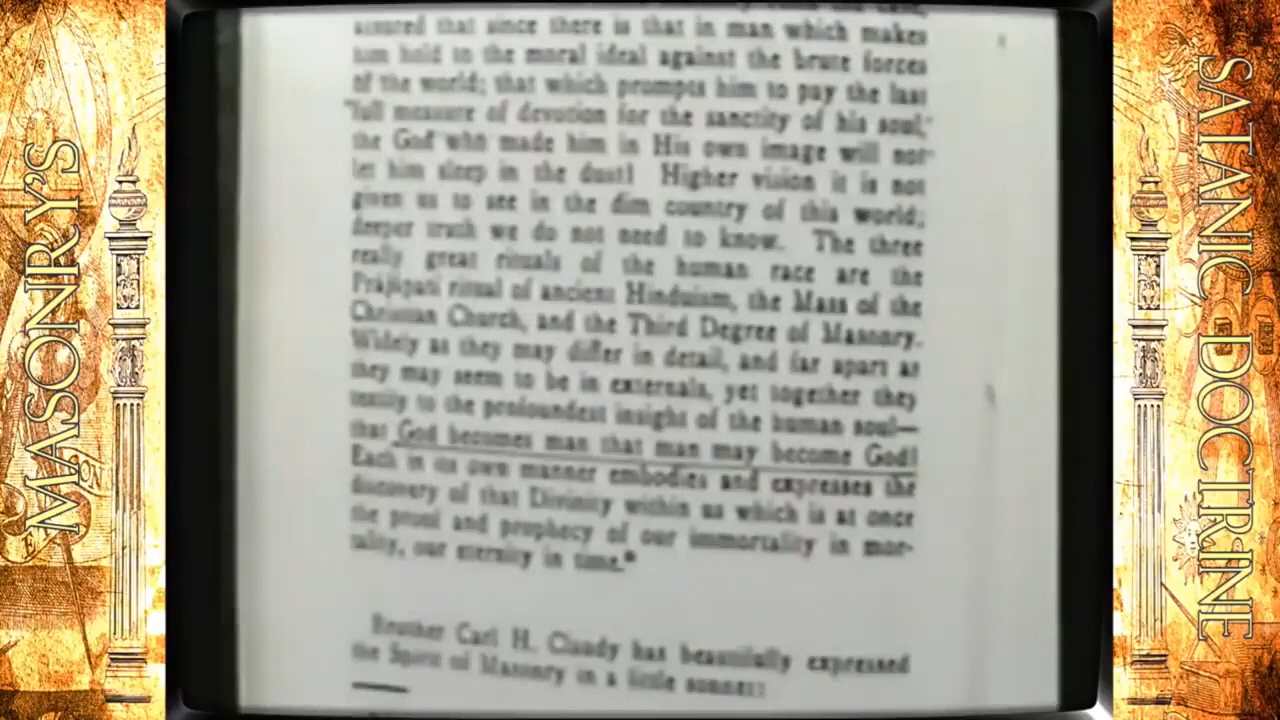 MASONRY'S
assured that since there is that in man which makes
him hold to the moral ideal against the brute forces
of the world; that which prompts him to pay the last
"full measure of devotion for the sanctity of his soul,"
the God who made him in His own image will not
let him sleep in the dust! Higher vision it is not
given us to see in the dim country of this world;
deeper truth we do not need to know. The three
really great rituals of the human race are the
Prajapati ritual of ancient Hinduism, the Mass of the
Christian Church, and the Third Degree of Masonry.
Widely as they may differ in detail, and far apart as
they may seem to be in externals, yet together they
testify to the profoundest insight of the human soul—
that God becomes man that man may become God!
Each in its own manner embodies and expresses the
discovery of that Divinity within us which is at once
the proof and prophecy of our immortality in mor-
tality, our eternity in time.*
Brother Carl H. Claudy has beautifully expressed
the Spirit of Masonry in a little sonnet:
SATANIC DOCTRINE